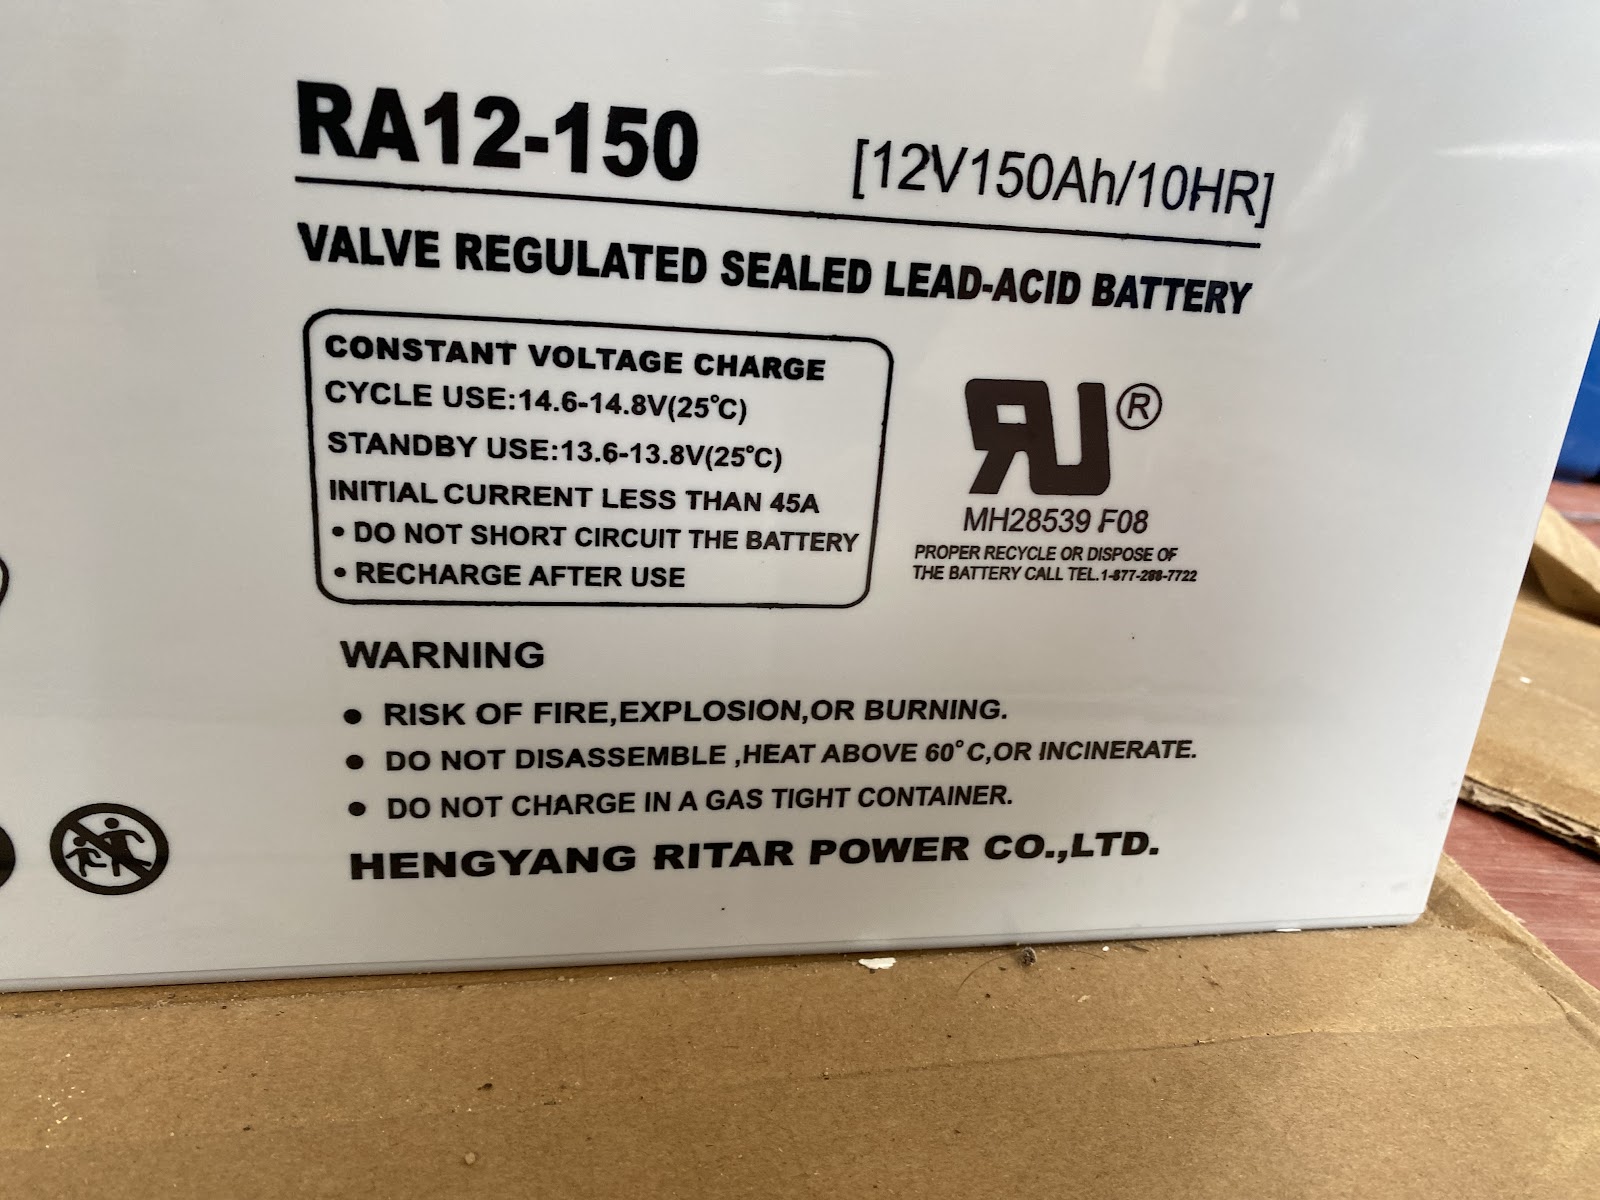 RA12-150 [12V150Ah/10HR]
VALVE REGULATED SEALED LEAD-ACID BATTERY
CONSTANT VOLTAGE CHARGE
CYCLE USE:14.6-14.8V(25°C)
STANDBY USE:13.6-13.8V(25°C)
INITIAL CURRENT LESS THAN 45A
• DO NOT SHORT CIRCUIT THE BATTERY
• RECHARGE AFTER USE
RU®
MH28539 F08
PROPER RECYCLE OR DISPOSE OF
THE BATTERY CALL TEL.1-877-288-7722
WARNING
• RISK OF FIRE,EXPLOSION,OR BURNING.
• DO NOT DISASSEMBLE ,HEAT ABOVE 60°C,OR INCINERATE.
• DO NOT CHARGE IN A GAS TIGHT CONTAINER.
HENGYANG RITAR POWER CO.,LTD.